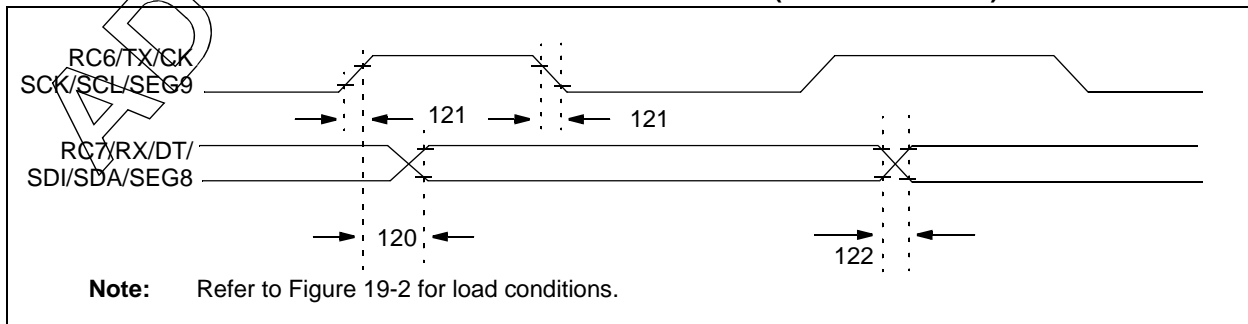 RC6/TX/CK
SCK/SCL/SEG9
121
121
RC7/RX/DT/
SDI/SDA/SEG8
120
122
Note: Refer to Figure 19-2 for load conditions.